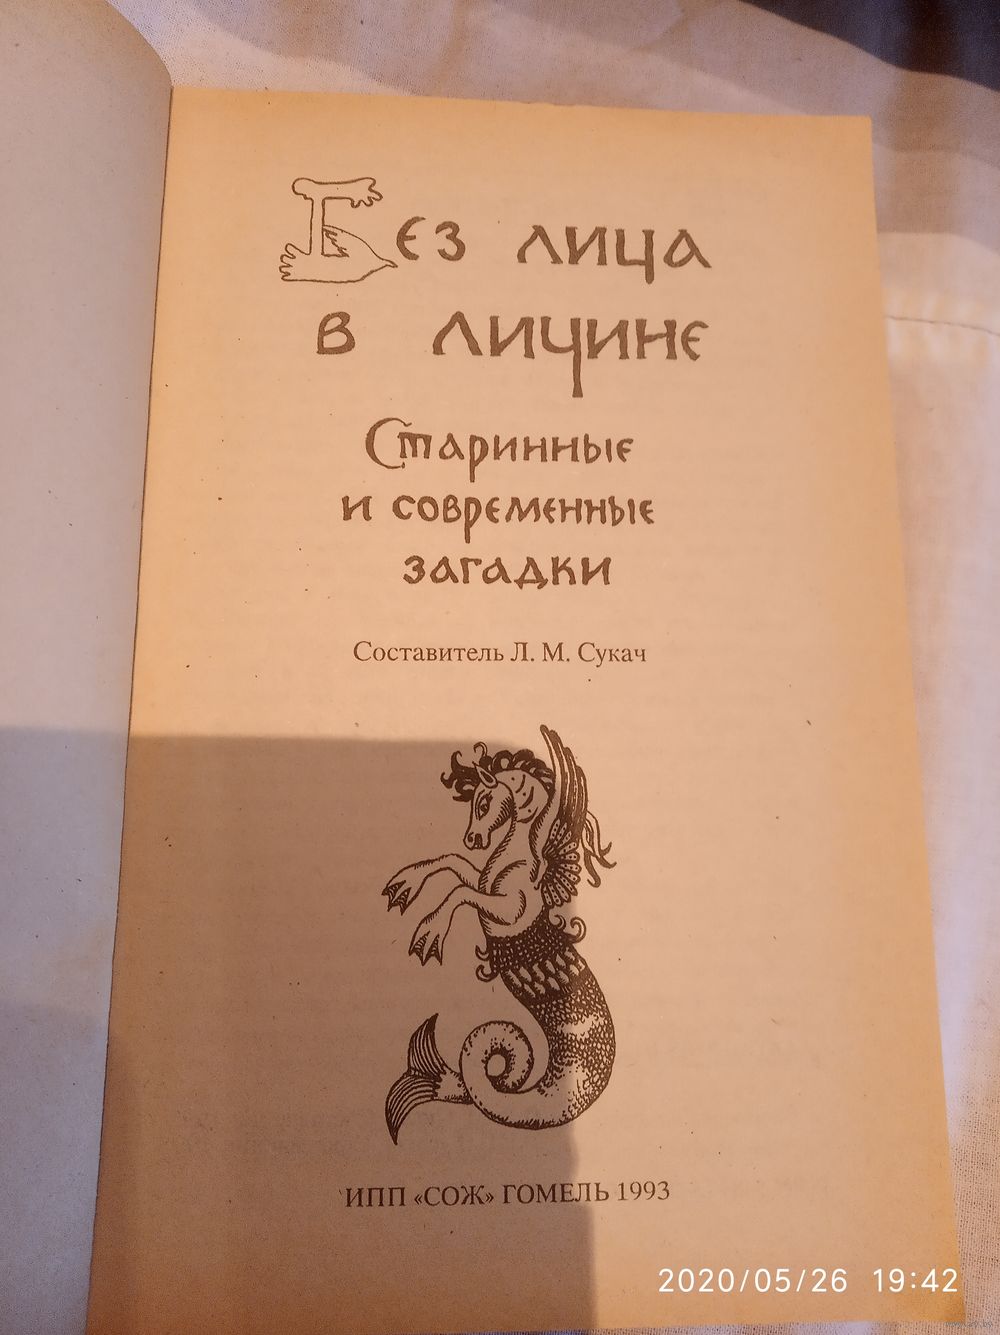 Без лица
в личине
Старинные
и современные
загадки
Составитель Л. М. Сукач
ИПП «СОЖ» ГОМЕЛЬ 1993
2020/05/26 19:42